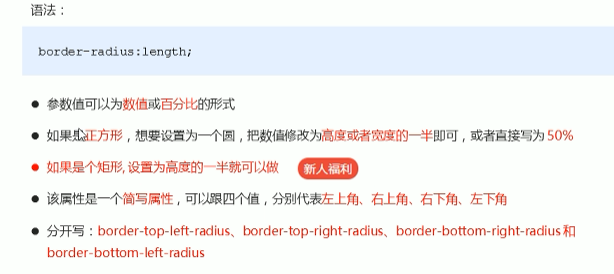 语法：
border-radius:length;
● 参数值可以为数值或百分比的形式
● 如果是正方形，想要设置为一个圆，把数值修改为高度或者宽度的一半即可，或者直接写为 50%
● 如果是个矩形, 设置为高度的一半就可以做
新人福利
● 该属性是一个简写属性，可以跟四个值，分别代表左上角、右上角、右下角、左下角
● 分开写：border-top-left-radius、border-top-right-radius、border-bottom-right-radius 和
border-bottom-left-radius